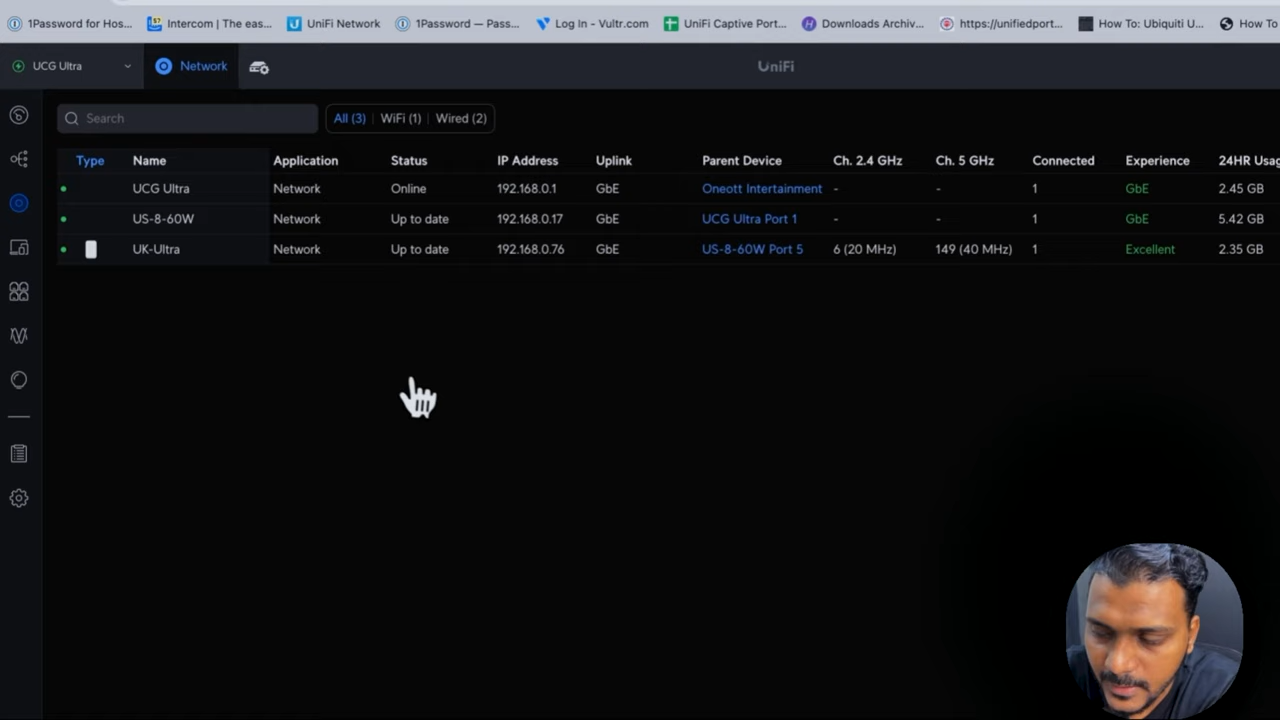 1Password for Hos... Intercom | The eas... UniFi Network 1Password — Pass... Log In - Vultr.com UniFi Captive Port... Downloads Archiv... https://unifiedport... How To: Ubiquiti U... How To
UCG Ultra Network UniFi
Search All (3) WiFi (1) Wired (2)
Type Name Application Status IP Address Uplink Parent Device Ch. 2.4 GHz Ch. 5 GHz Connected Experience 24HR Usag
UCG Ultra Network Online 192.168.0.1 GbE Oneott Intertainment - - 1 GbE 2.45 GB
US-8-60W Network Up to date 192.168.0.17 GbE UCG Ultra Port 1 - - 1 GbE 5.42 GB
UK-Ultra Network Up to date 192.168.0.76 GbE US-8-60W Port 5 6 (20 MHz) 149 (40 MHz) 1 Excellent 2.35 GB